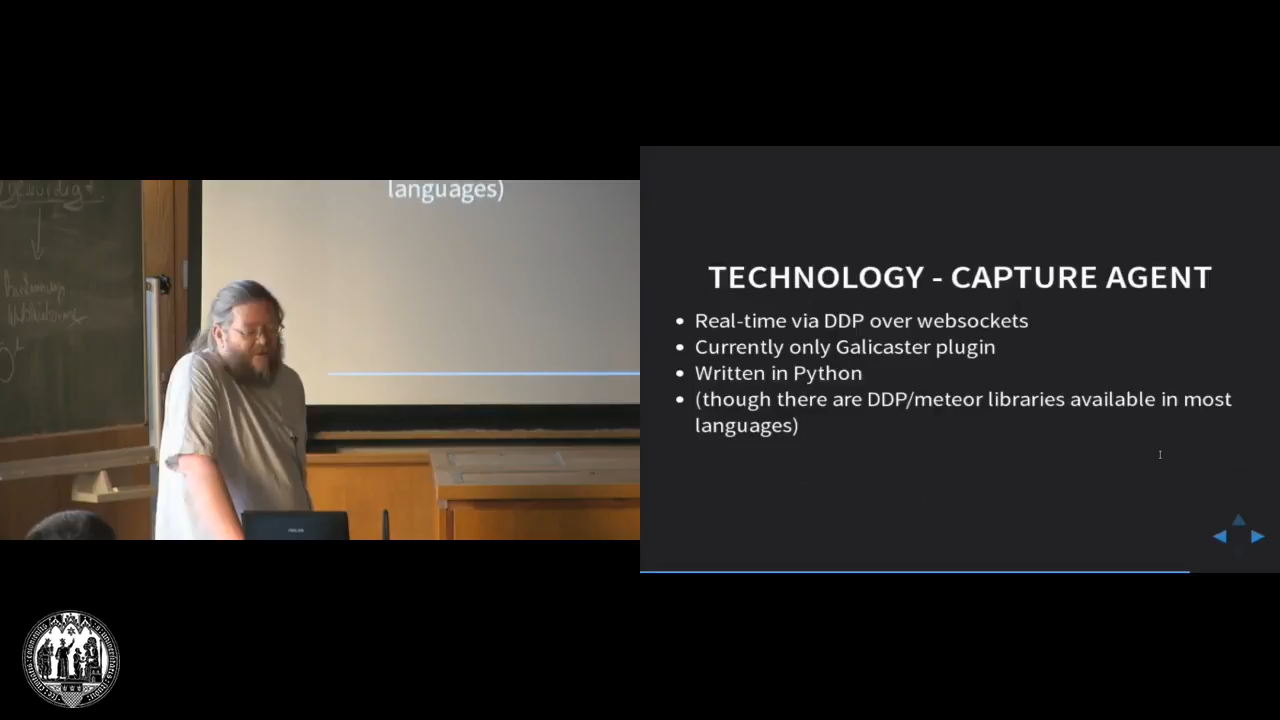 languages)
TECHNOLOGY - CAPTURE AGENT
• Real-time via DDP over websockets
• Currently only Galicaster plugin
• Written in Python
• (though there are DDP/meteor libraries available in most
languages)
ASUS